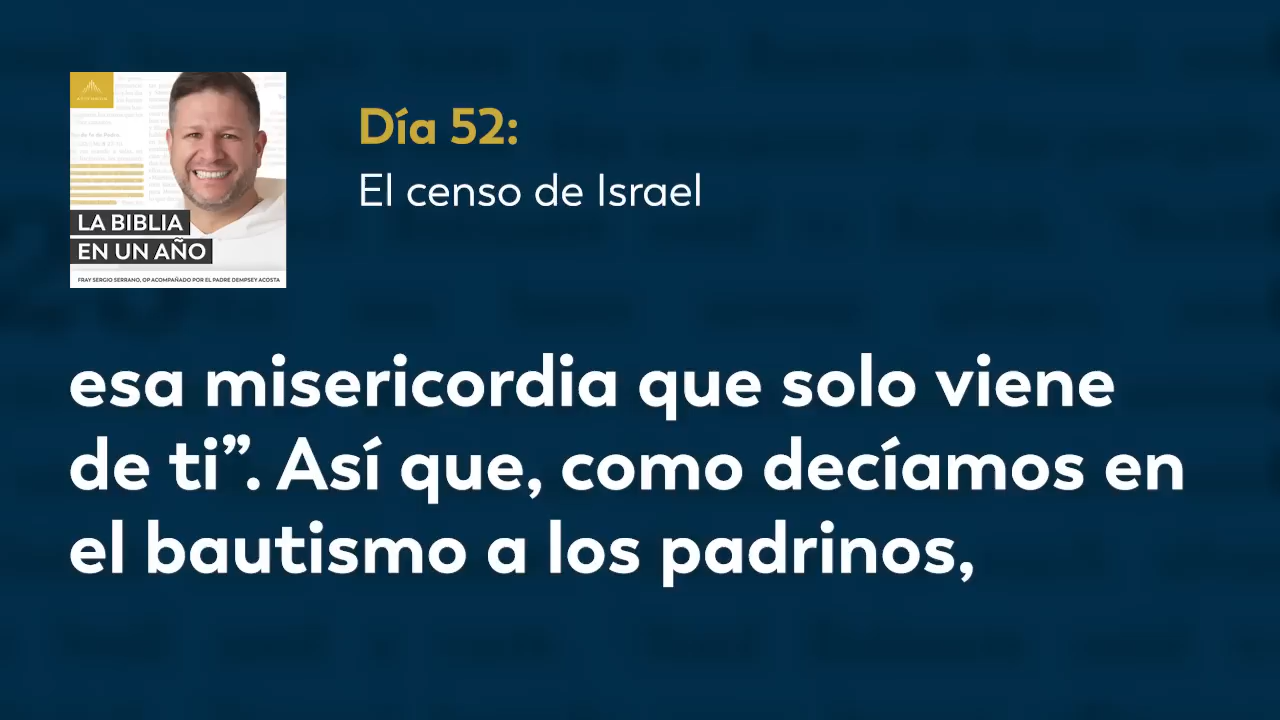 Día 52:
El censo de Israel
LA BIBLIA
EN UN AÑO
FRAY SERGIO SERRANO, OP ACOMPAÑADO POR EL PADRE DEMPSEY ACOSTA
esa misericordia que solo viene
de ti”. Así que, como decíamos en
el bautismo a los padrinos,